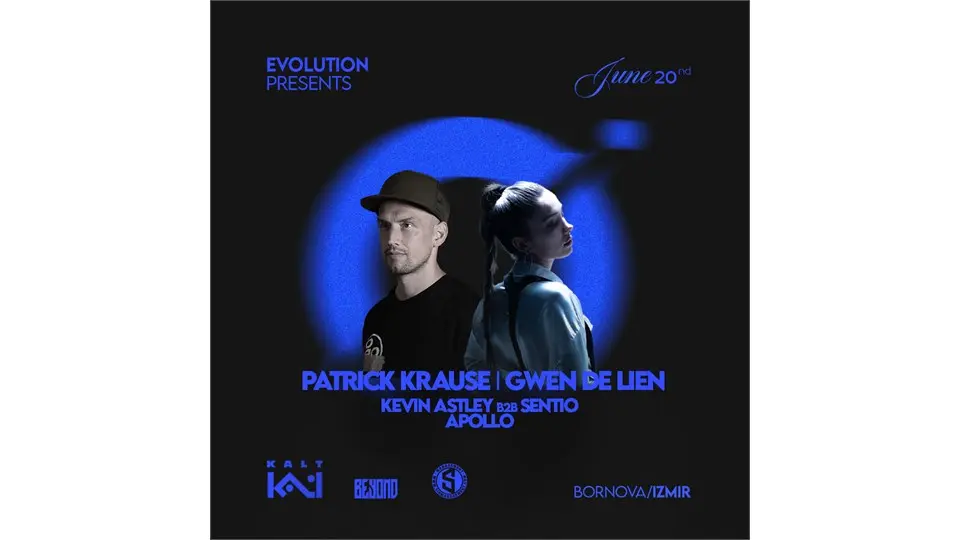 EVOLUTION
PRESENTS
June 20nd
PATRICK KRAUSE | GWEN DE LIEN
KEVIN ASTLEY B2B SENTIO
APOLLO
KALT
BEYOND
BORNOVA/IZMIR